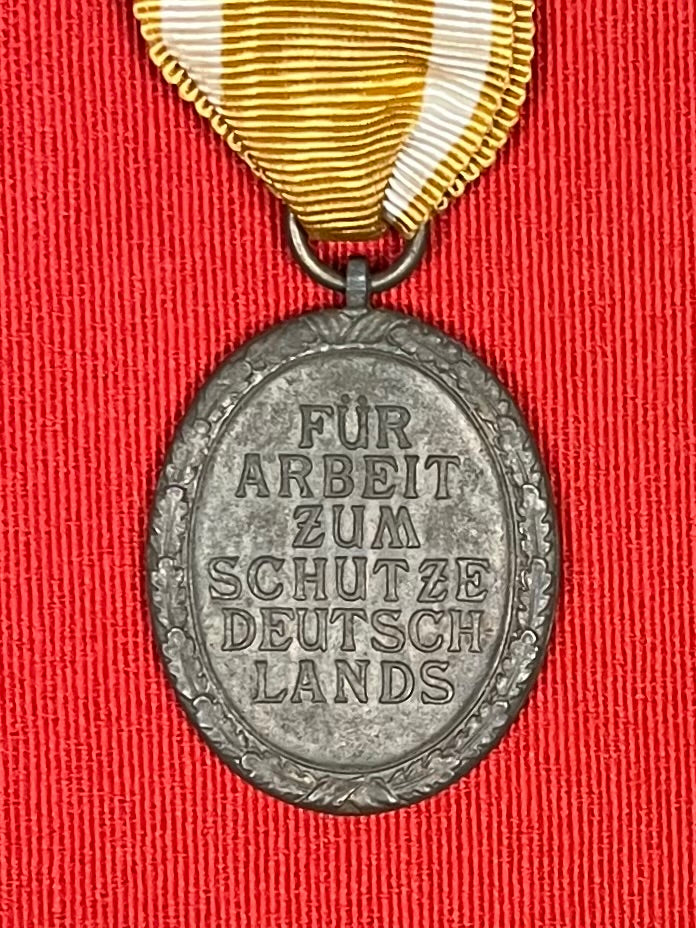 FÜR
ARBEIT
ZUM
SCHUTZE
DEUTSCH
LANDS